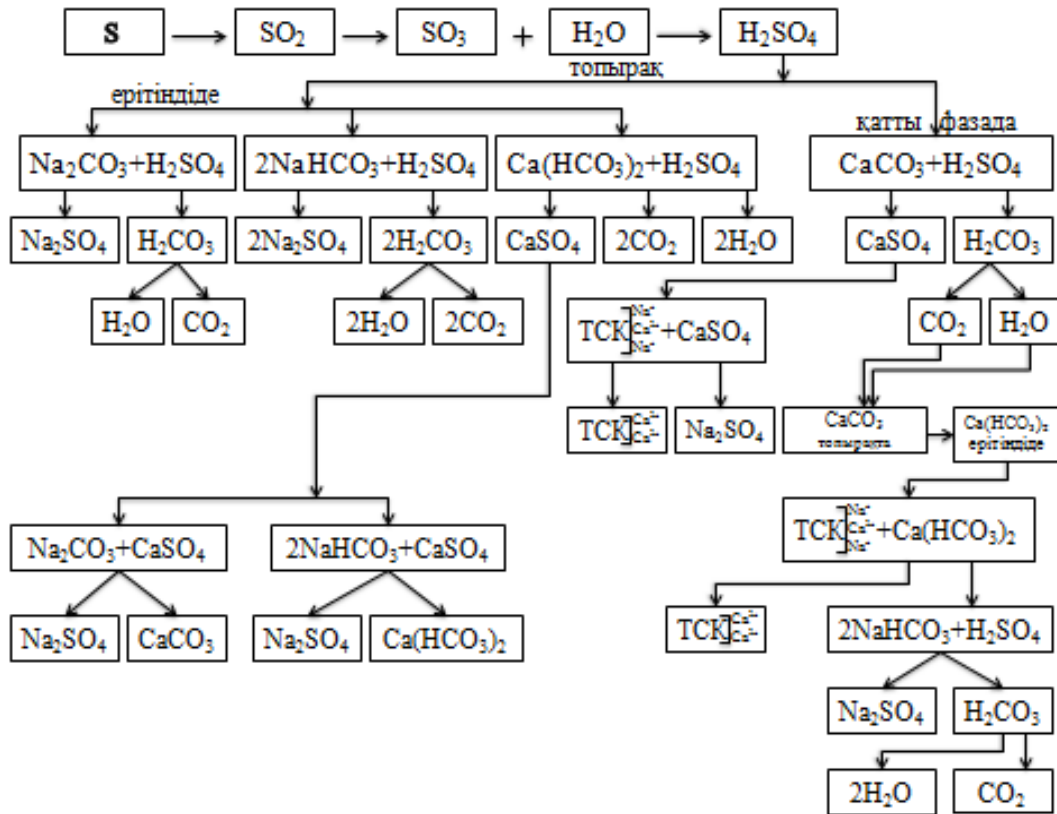 S SO₂ SO₃ + H₂O H₂SO₄
топырақ
ерітіндіде
қатты фазада
Na₂CO₃+H₂SO₄ 2NaHCO₃+H₂SO₄ Ca(HCO₃)₂+H₂SO₄ CaCO₃+H₂SO₄
Na₂SO₄ H₂CO₃ 2Na₂SO₄ 2H₂CO₃ CaSO₄ 2CO₂ 2H₂O CaSO₄ H₂CO₃
H₂O CO₂ 2H₂O 2CO₂ ТСК]Na⁺ Ca²⁺ Na⁺+CaSO₄ CO₂ H₂O
ТСК]Ca²⁺ Ca²⁺ Na₂SO₄ CaCO₃ Ca(HCO₃)₂
топырақта ерітіндіде
ТСК]Na⁺ Ca²⁺ Na⁺+Ca(HCO₃)₂
Na₂CO₃+CaSO₄ 2NaHCO₃+CaSO₄
Na₂SO₄ CaCO₃ Na₂SO₄ Ca(HCO₃)₂ ТСК]Ca²⁺ Ca²⁺ 2NaHCO₃+H₂SO₄
Na₂SO₄ H₂CO₃
2H₂O CO₂